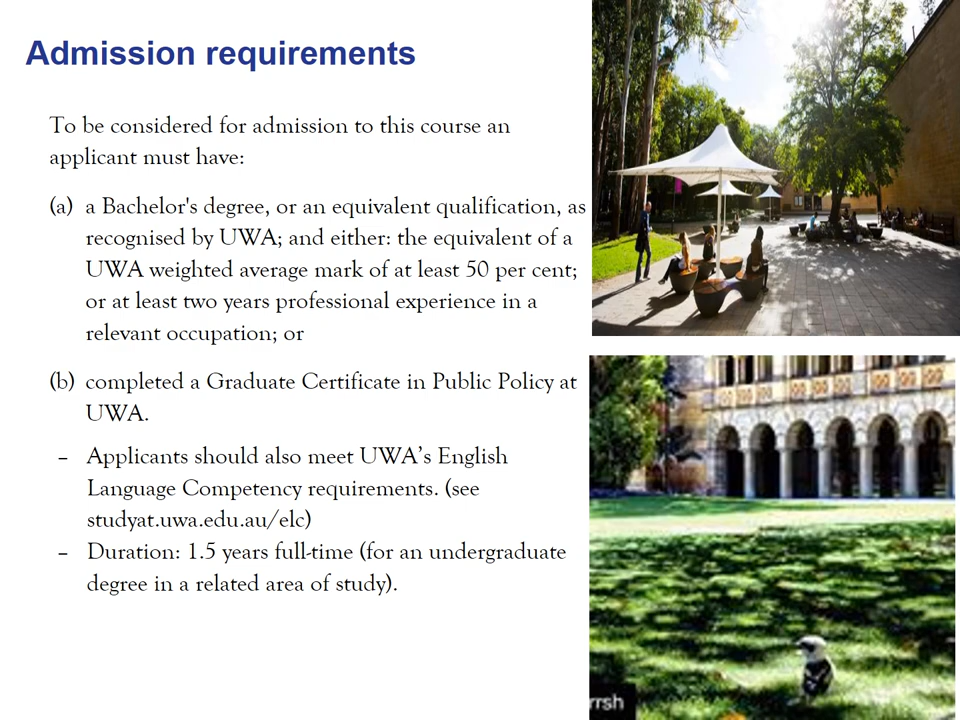 Admission requirements
To be considered for admission to this course an
applicant must have:
(a) a Bachelor's degree, or an equivalent qualification, as
recognised by UWA; and either: the equivalent of a
UWA weighted average mark of at least 50 per cent;
or at least two years professional experience in a
relevant occupation; or
(b) completed a Graduate Certificate in Public Policy at
UWA.
– Applicants should also meet UWA’s English
Language Competency requirements. (see
studyat.uwa.edu.au/elc)
– Duration: 1.5 years full-time (for an undergraduate
degree in a related area of study).